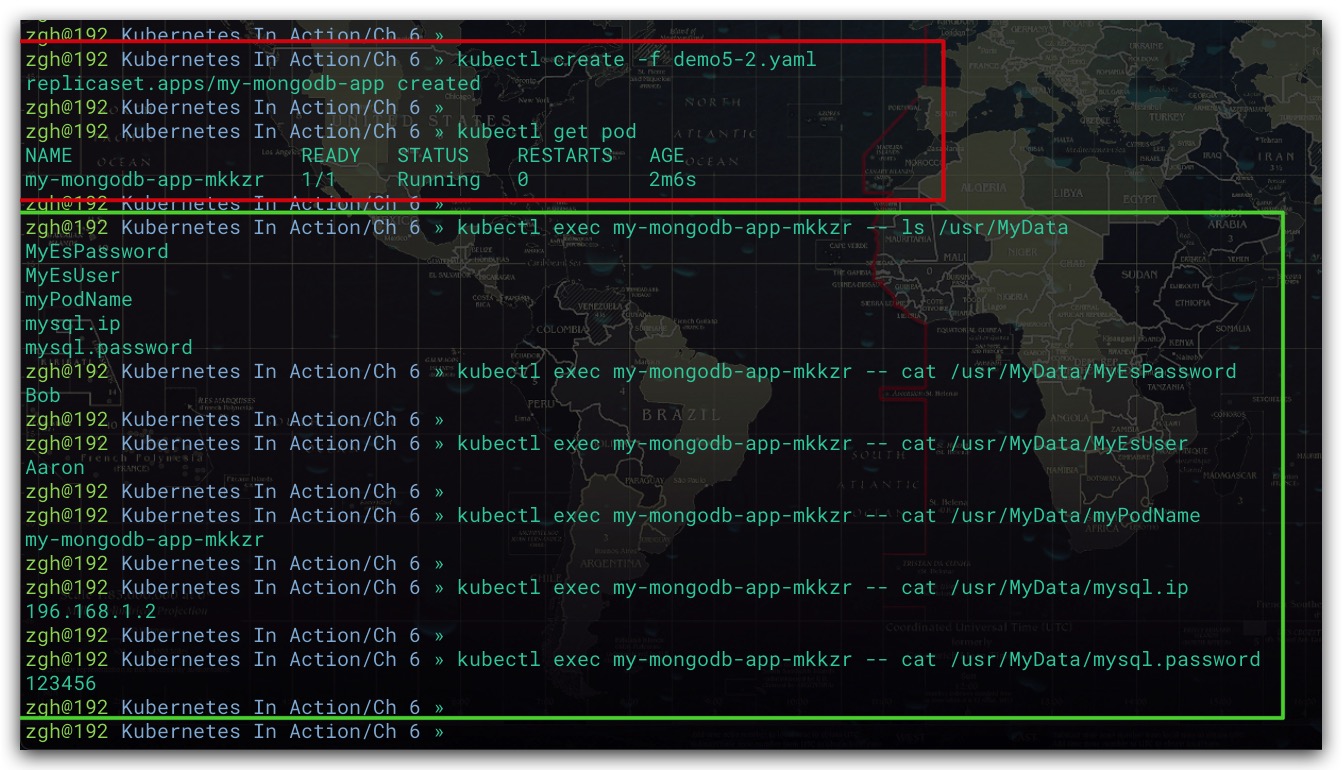 zgh@192 Kubernetes In Action/Ch 6 »
zgh@192 Kubernetes In Action/Ch 6 » kubectl create -f demo5-2.yaml
replicaset.apps/my-mongodb-app created
zgh@192 Kubernetes In Action/Ch 6 »
zgh@192 Kubernetes In Action/Ch 6 » kubectl get pod
NAME READY STATUS RESTARTS AGE
my-mongodb-app-mkkzr 1/1 Running 0 2m6s
zgh@192 Kubernetes In Action/Ch 6 »
zgh@192 Kubernetes In Action/Ch 6 » kubectl exec my-mongodb-app-mkkzr -- ls /usr/MyData
MyEsPassword
MyEsUser
myPodName
mysql.ip
mysql.password
zgh@192 Kubernetes In Action/Ch 6 » kubectl exec my-mongodb-app-mkkzr -- cat /usr/MyData/MyEsPassword
Bob
zgh@192 Kubernetes In Action/Ch 6 »
zgh@192 Kubernetes In Action/Ch 6 » kubectl exec my-mongodb-app-mkkzr -- cat /usr/MyData/MyEsUser
Aaron
zgh@192 Kubernetes In Action/Ch 6 »
zgh@192 Kubernetes In Action/Ch 6 » kubectl exec my-mongodb-app-mkkzr -- cat /usr/MyData/myPodName
my-mongodb-app-mkkzr
zgh@192 Kubernetes In Action/Ch 6 »
zgh@192 Kubernetes In Action/Ch 6 » kubectl exec my-mongodb-app-mkkzr -- cat /usr/MyData/mysql.ip
196.168.1.2
zgh@192 Kubernetes In Action/Ch 6 »
zgh@192 Kubernetes In Action/Ch 6 » kubectl exec my-mongodb-app-mkkzr -- cat /usr/MyData/mysql.password
123456
zgh@192 Kubernetes In Action/Ch 6 »
zgh@192 Kubernetes In Action/Ch 6 »